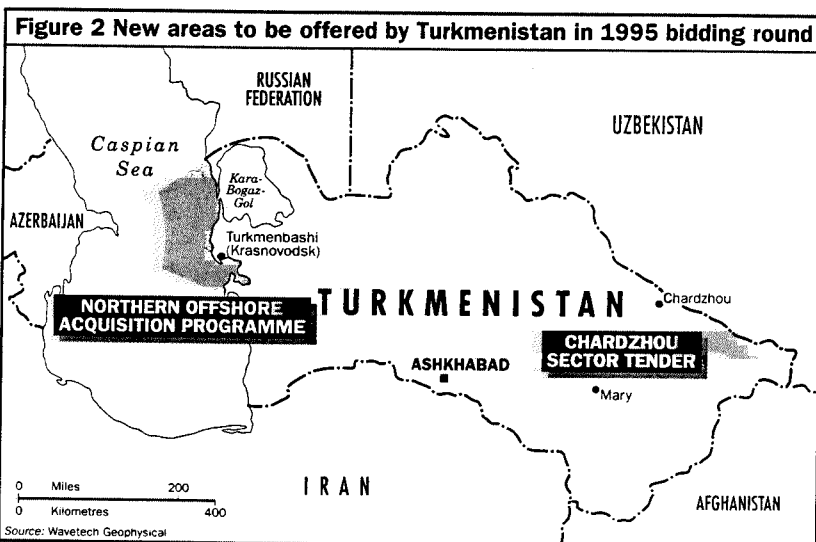 Figure 2 New areas to be offered by Turkmenistan in 1995 bidding round
RUSSIAN
FEDERATION
UZBEKISTAN
Caspian
Sea
Kara-
Bogaz-
Gol
AZERBAIJAN
Turkmenbashi
(Krasnovodsk)
NORTHERN OFFSHORE
ACQUISITION PROGRAMME
TURKMENISTAN
Chardzhou
CHARDZHOU
SECTOR TENDER
ASHKHABAD
Mary
IRAN
AFGHANISTAN
0 Miles 200
0 Kilometres 400
Source: Wavetech Geophysical